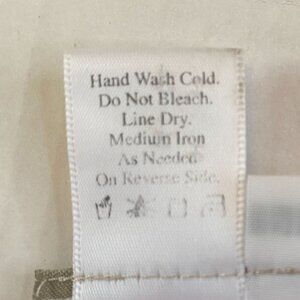 Hand Wash Cold.
Do Not Bleach.
Line Dry.
Medium Iron
As Needed
On Reverse Side.